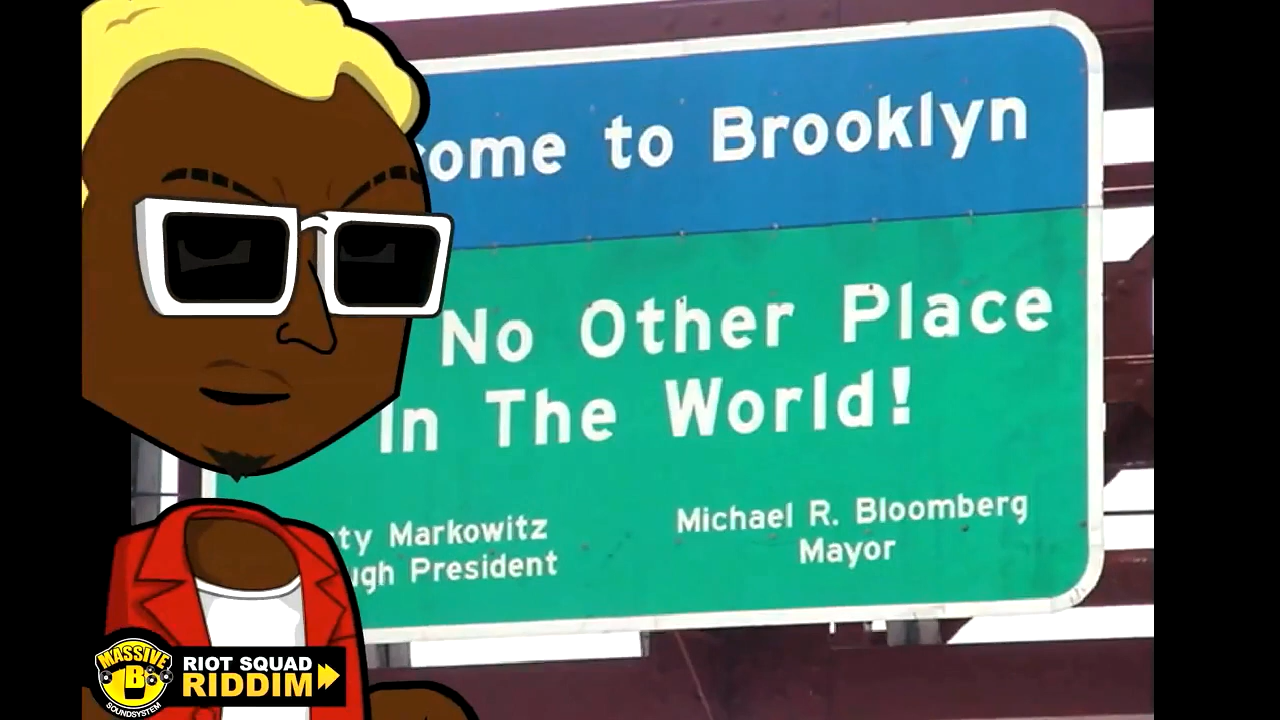 come to Brooklyn
No Other Place
In The World!
ty Markowitz
ugh President
Michael R. Bloomberg
Mayor
MASSIVE
B
SOUNDSYSTEM
RIOT SQUAD
RIDDIM